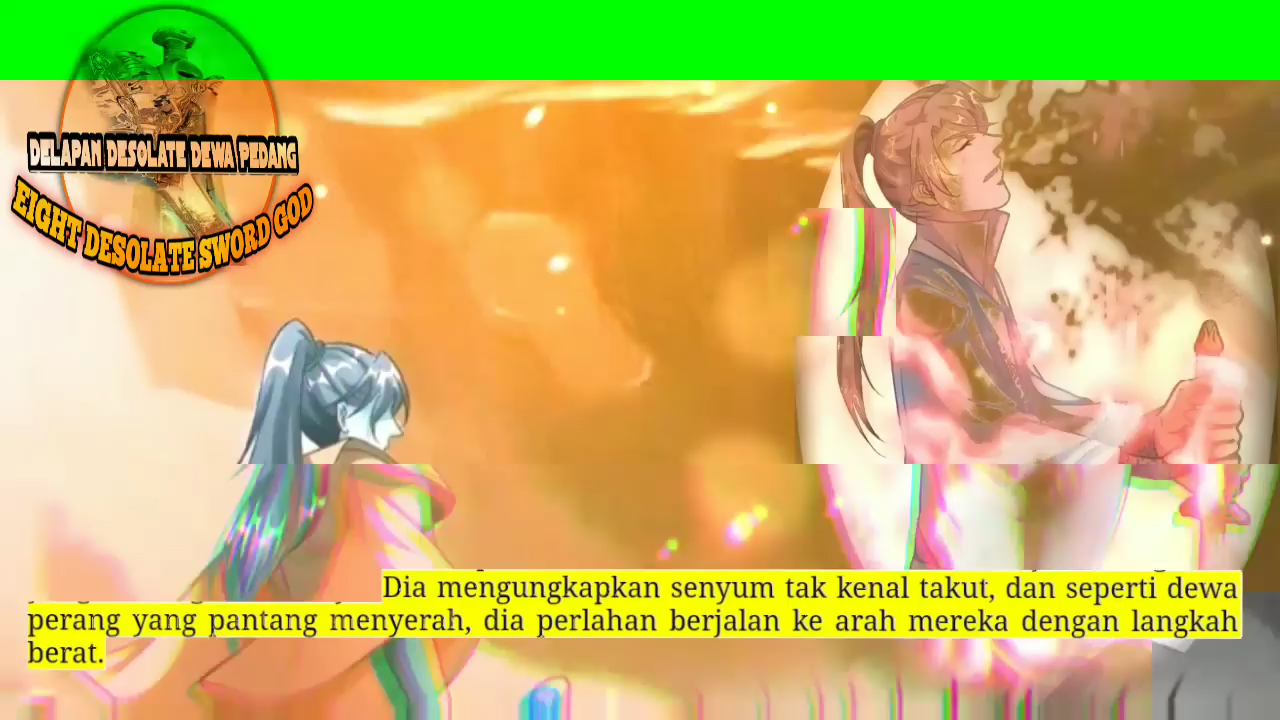 DELAPAN DESOLATE DEWA PEDANG
EIGHT DESOLATE SWORD GOD
Dia mengungkapkan senyum tak kenal takut, dan seperti dewa
perang yang pantang menyerah, dia perlahan berjalan ke arah mereka dengan langkah
berat.